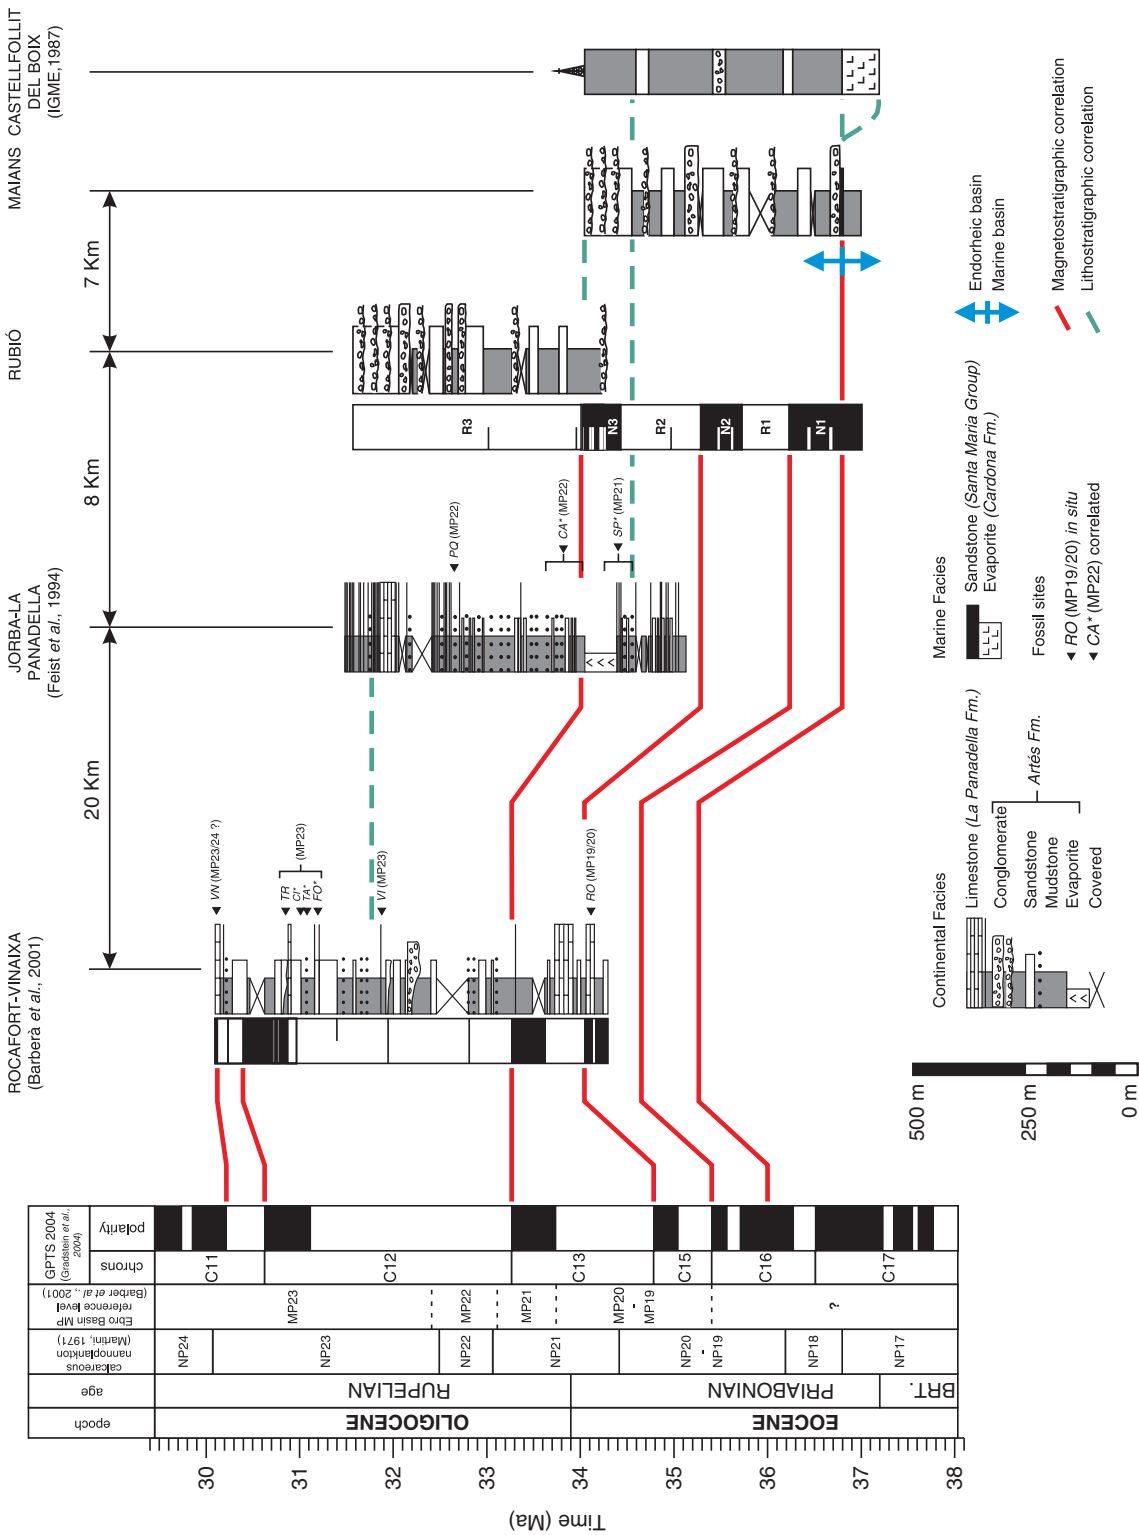 ROCAFORT-VINAIXA
(Barberà et al., 2001)
JORBA-LA
PANADELLA
(Feist et al., 1994)
RUBIÓ
MAIANS
CASTELLFOLLIT
DEL BOIX
(IGME,1987)
20 Km
8 Km
7 Km
VN (MP23/24 ?)
TR
CI*
TA*
FO*
(MP23)
VI (MP23)
RO (MP19/20)
PQ (MP22)
CA* (MP22)
SP* (MP21)
R3
N3
R2
N2
R1
N1
GPTS 2004
(Gradstein et al.,
2004)
polarity
chrons
Ebro Basin MP
reference level
(Barber et al., 2001)
calcareous
nannoplankton
(Martini, 1971)
age
epoch
C11
C12
C13
C15
C16
C17
MP23
MP22
MP21
MP20
-
MP19
?
NP24
NP23
NP22
NP21
NP20
-
NP19
NP18
NP17
RUPELIAN
PRIABONIAN
BRT.
OLIGOCENE
EOCENE
30
31
32
33
34
35
36
37
38
Time (Ma)
500 m
250 m
0 m
Continental Facies
Limestone (La Panadella Fm.)
Conglomerate
Sandstone
Mudstone
Evaporite
Covered
Artés Fm.
Marine Facies
Sandstone (Santa Maria Group)
Evaporite (Cardona Fm.)
Fossil sites
RO (MP19/20) in situ
CA* (MP22) correlated
Endorheic basin
Marine basin
Magnetostratigraphic correlation
Lithostratigraphic correlation